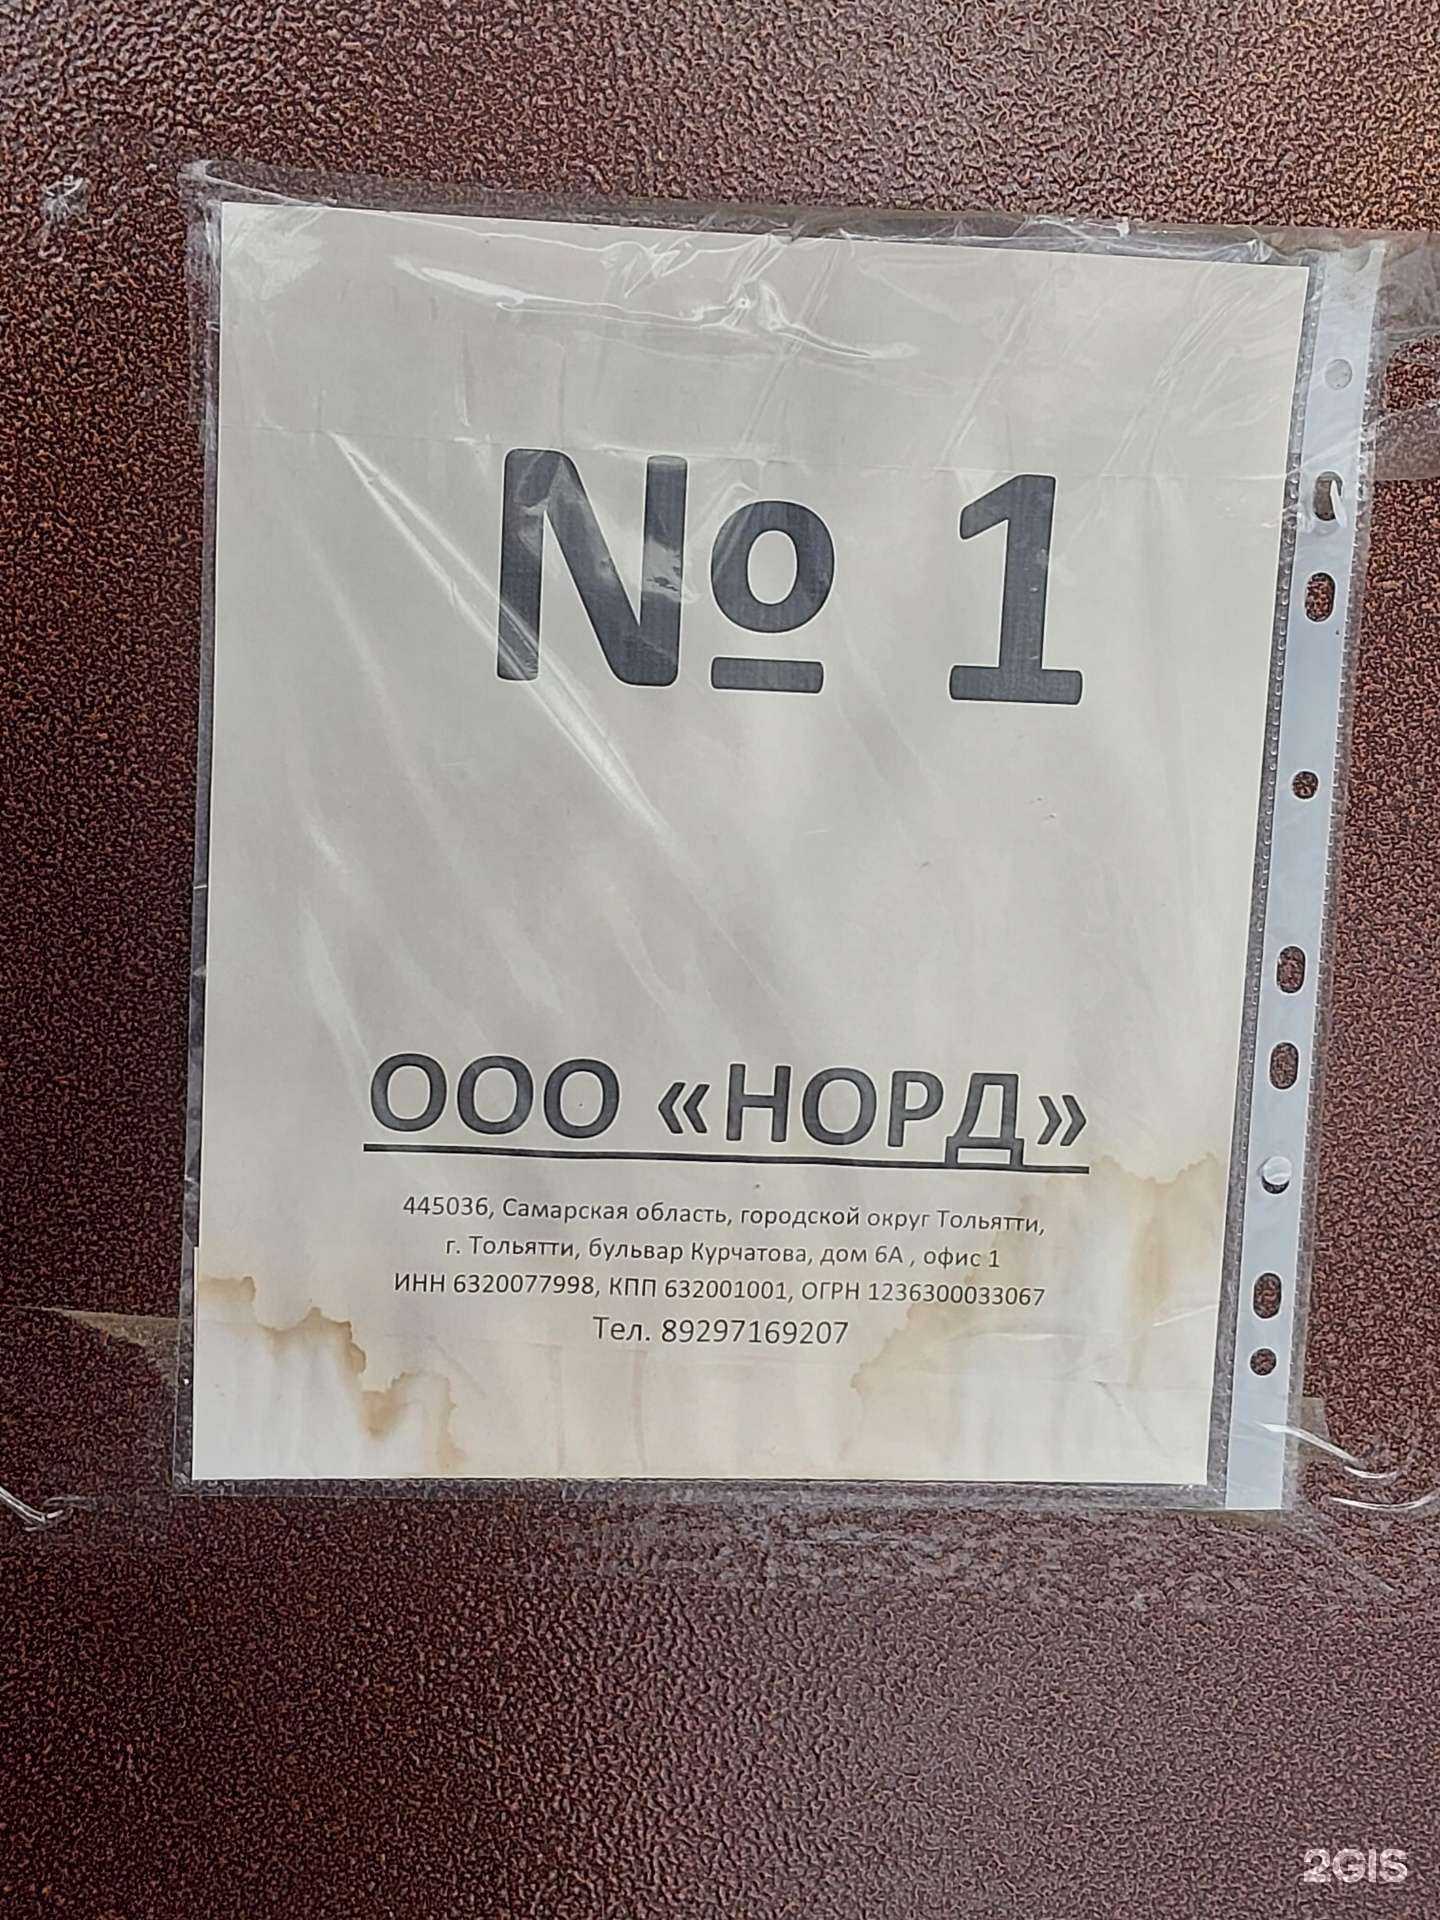 № 1
ООО «НОРД»
445036, Самарская область, городской округ Тольятти,
г. Тольятти, бульвар Курчатова, дом 6А , офис 1
ИНН 6320077998, КПП 632001001, ОГРН 1236300033067
Тел. 89297169207
2GIS